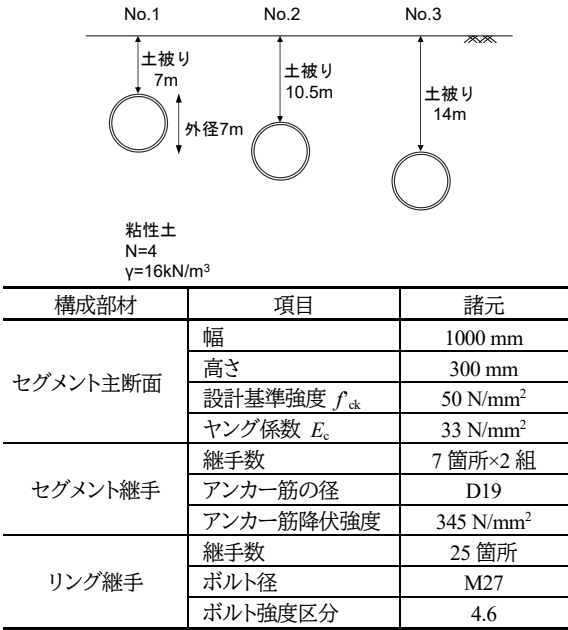 No.1 No.2 No.3
土被り
7m
土被り
10.5m
土被り
14m
外径7m
粘性土
N=4
γ=16kN/m³
構成部材 項目 諸元
セグメント主断面
幅 1000 mm
高さ 300 mm
設計基準強度 f'ck 50 N/mm²
ヤング係数 Ec 33 N/mm²
セグメント継手
継手数 7 箇所×2 組
アンカー筋の径 D19
アンカー筋降伏強度 345 N/mm²
リング継手
継手数 25 箇所
ボルト径 M27
ボルト強度区分 4.6